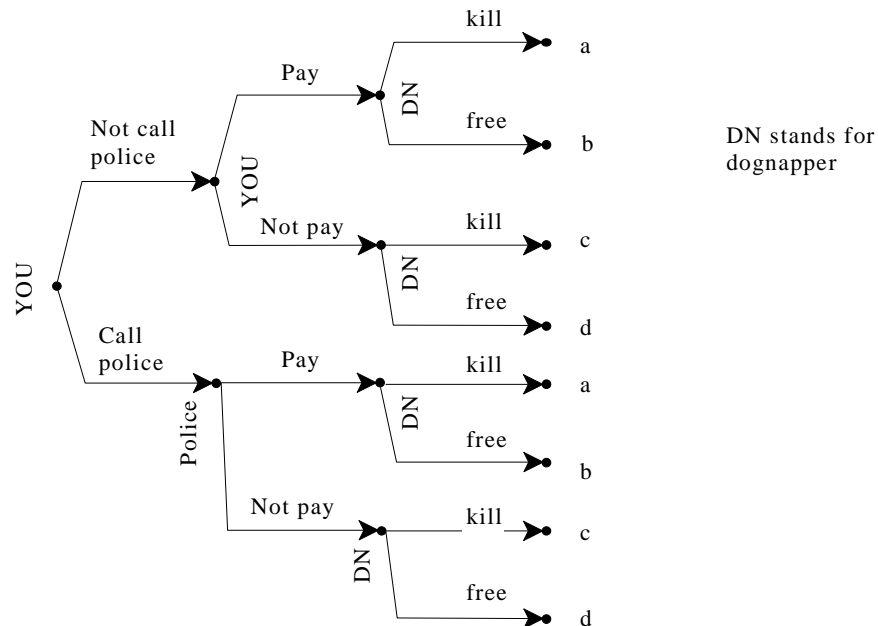 kill
a
Pay
DN
free
b
Not call
police
YOU
DN stands for
dognapper
Not pay
kill
c
DN
free
d
YOU
Call
police
Pay
kill
a
DN
free
b
Police
Not pay
kill
c
DN
free
d